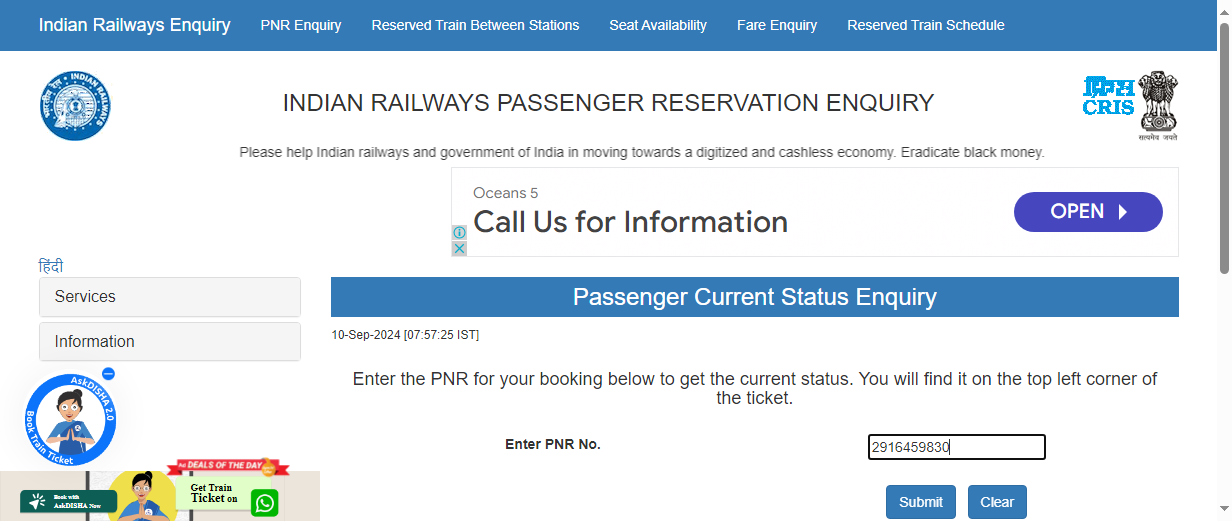 Indian Railways Enquiry PNR Enquiry Reserved Train Between Stations Seat Availability Fare Enquiry Reserved Train Schedule
INDIAN RAILWAYS
भारतीय रेल
INDIAN RAILWAYS PASSENGER RESERVATION ENQUIRY
क्रिस
CRIS
सत्यमेव जयते
Please help Indian railways and government of India in moving towards a digitized and cashless economy. Eradicate black money.
Oceans 5
Call Us for Information
OPEN
हिंदी
Services
Information
Passenger Current Status Enquiry
10-Sep-2024 [07:57:25 IST]
Enter the PNR for your booking below to get the current status. You will find it on the top left corner of
the ticket.
Enter PNR No. 2916459830
Submit Clear
AskDISHA 2.0
Book Train Ticket
DEALS OF THE DAY
Book with
AskDISHA Now
Get Train
Ticket on